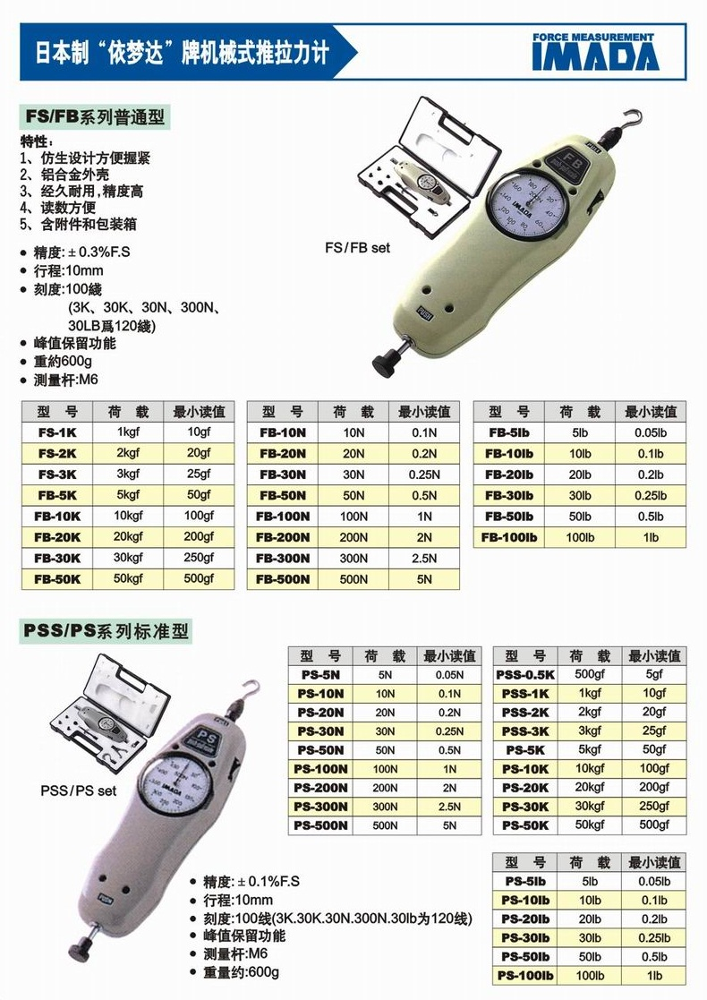 日本制“依梦达”牌机械式推拉力计
FORCE MEASUREMENT
IMADA
FS/FB系列普通型
特性：
1、仿生设计方便握紧
2、铝合金外壳
3、经久耐用,精度高
4、读数方便
5、含附件和包装箱
● 精度:±0.3%F.S
● 行程:10mm
● 刻度:100綫
(3K、30K、30N、300N、
30LB爲120綫)
● 峰值保留功能
● 重約600g
● 測量杆:M6
FS/FB set
PULL
FB
IMADA
PUSH
型 号 荷 载 最小读值
FS-1K 1kgf 10gf
FS-2K 2kgf 20gf
FS-3K 3kgf 25gf
FB-5K 5kgf 50gf
FB-10K 10kgf 100gf
FB-20K 20kgf 200gf
FB-30K 30kgf 250gf
FB-50K 50kgf 500gf
型 号 荷 载 最小读值
FB-10N 10N 0.1N
FB-20N 20N 0.2N
FB-30N 30N 0.25N
FB-50N 50N 0.5N
FB-100N 100N 1N
FB-200N 200N 2N
FB-300N 300N 2.5N
FB-500N 500N 5N
型 号 荷 载 最小读值
FB-5lb 5lb 0.05lb
FB-10lb 10lb 0.1lb
FB-20lb 20lb 0.2lb
FB-30lb 30lb 0.25lb
FB-50lb 50lb 0.5lb
FB-100lb 100lb 1lb
PSS/PS系列标准型
PSS/PS set
PS
IMADA
PUSH
型 号 荷 载 最小读值
PS-5N 5N 0.05N
PS-10N 10N 0.1N
PS-20N 20N 0.2N
PS-30N 30N 0.25N
PS-50N 50N 0.5N
PS-100N 100N 1N
PS-200N 200N 2N
PS-300N 300N 2.5N
PS-500N 500N 5N
型 号 荷 载 最小读值
PSS-0.5K 500gf 5gf
PSS-1K 1kgf 10gf
PSS-2K 2kgf 20gf
PSS-3K 3kgf 25gf
PS-5K 5kgf 50gf
PS-10K 10kgf 100gf
PS-20K 20kgf 200gf
PS-30K 30kgf 250gf
PS-50K 50kgf 500gf
● 精度:±0.1%F.S
● 行程:10mm
● 刻度:100线(3K.30K.30N.300N.30lb为120线)
● 峰值保留功能
● 测量杆:M6
● 重量约:600g
型 号 荷 载 最小读值
PS-5lb 5lb 0.05lb
PS-10lb 10lb 0.1lb
PS-20lb 20lb 0.2lb
PS-30lb 30lb 0.25lb
PS-50lb 50lb 0.5lb
PS-100lb 100lb 1lb